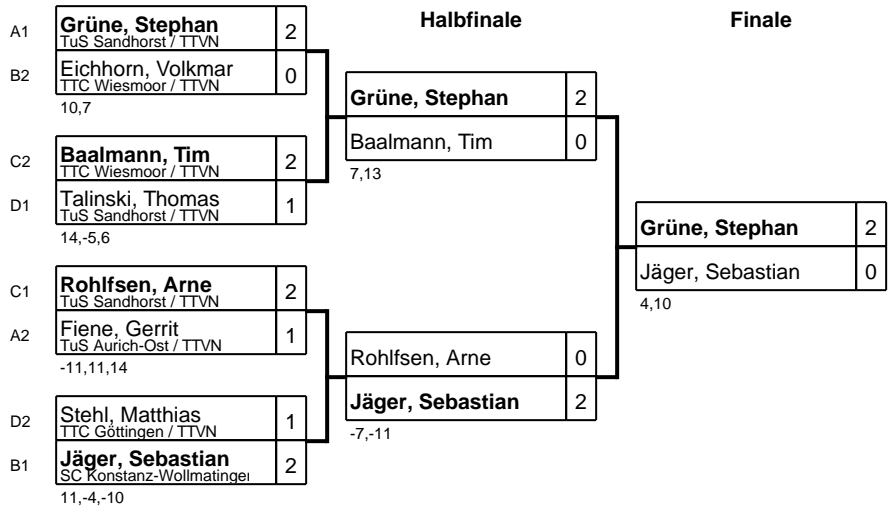 Halbfinale
Finale
A1 Grüne, Stephan 2
TuS Sandhorst / TTVN
B2 Eichhorn, Volkmar 0
TTC Wiesmoor / TTVN
10,7
C2 Baalmann, Tim 2
TTC Wiesmoor / TTVN
D1 Talinski, Thomas 1
TuS Sandhorst / TTVN
14,-5,6
C1 Rohlfsen, Arne 2
TuS Sandhorst / TTVN
A2 Fiene, Gerrit 1
TuS Aurich-Ost / TTVN
-11,11,14
D2 Stehl, Matthias 1
TTC Göttingen / TTVN
B1 Jäger, Sebastian 2
SC Konstanz-Wollmatinger
11,-4,-10
Grüne, Stephan 2
Baalmann, Tim 0
7,13
Rohlfsen, Arne 0
Jäger, Sebastian 2
-7,-11
Grüne, Stephan 2
Jäger, Sebastian 0
4,10